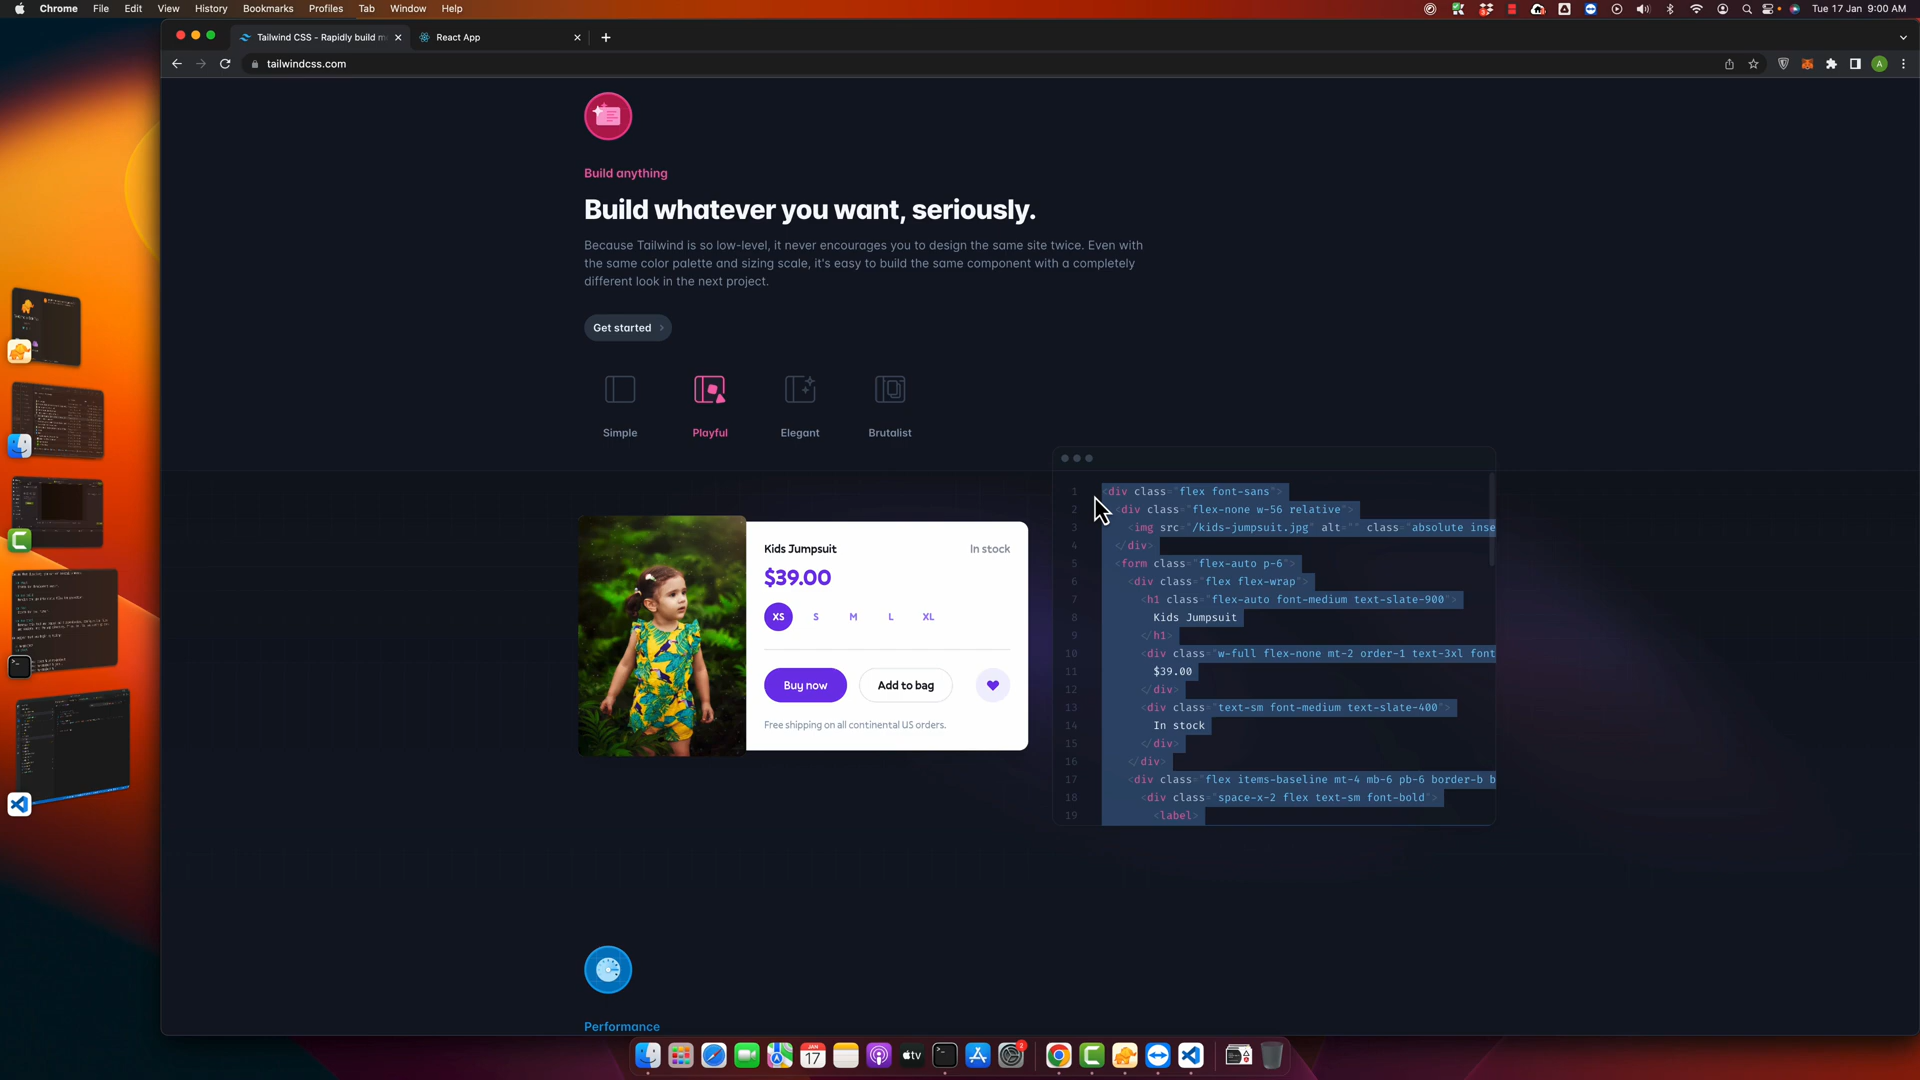 Chrome File Edit View History Bookmarks Profiles Tab Window Help
Tue 17 Jan 9:00 AM
Tailwind CSS - Rapidly build m
React App
tailwindcss.com
A
Build anything
Build whatever you want, seriously.
Because Tailwind is so low-level, it never encourages you to design the same site twice. Even with
the same color palette and sizing scale, it's easy to build the same component with a completely
different look in the next project.
Get started
Simple Playful Elegant Brutalist
Kids Jumpsuit In stock
$39.00
XS S M L XL
Buy now Add to bag
Free shipping on all continental US orders.
1 <div class="flex font-sans">
2 <div class="flex-none w-56 relative">
3 <img src="/kids-jumpsuit.jpg" alt="" class="absolute inse
4 </div>
5 <form class="flex-auto p-6">
6 <div class="flex flex-wrap">
7 <h1 class="flex-auto font-medium text-slate-900">
8 Kids Jumpsuit
9 </h1>
10 <div class="w-full flex-none mt-2 order-1 text-3xl font
11 $39.00
12 </div>
13 <div class="text-sm font-medium text-slate-400">
14 In stock
15 </div>
16 </div>
17 <div class="flex items-baseline mt-4 mb-6 pb-6 border-b b
18 <div class="space-x-2 flex text-sm font-bold">
19 <label>
Performance
JAN
17
tv
2